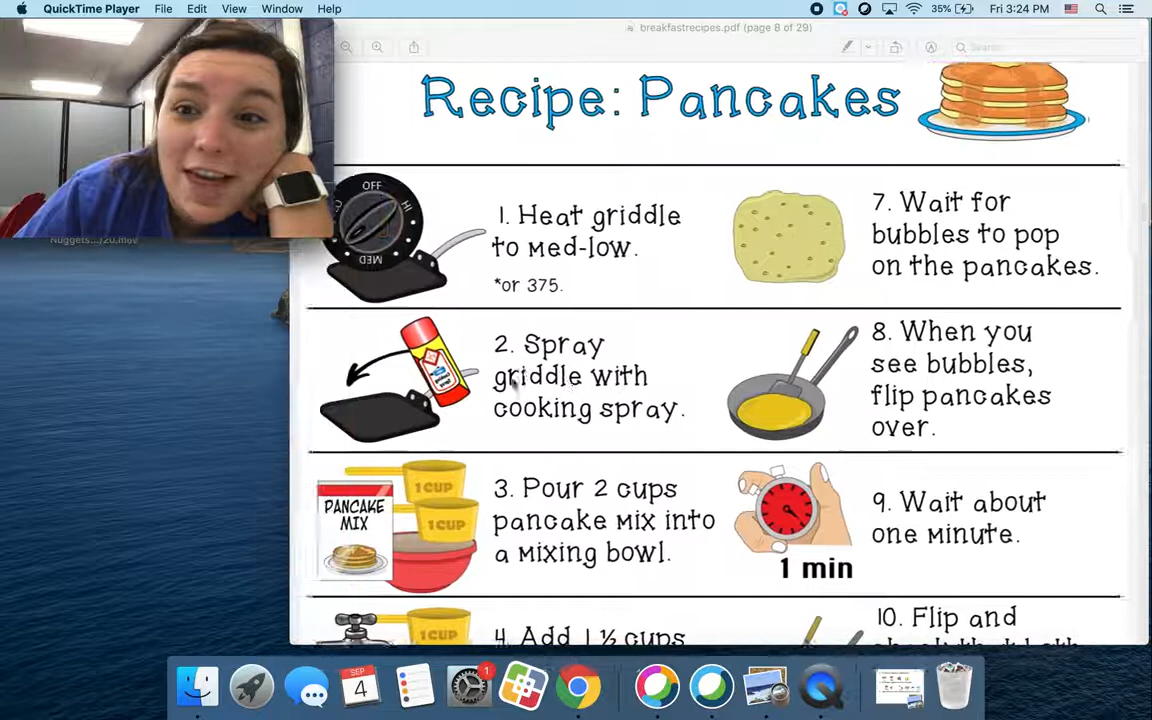 QuickTime Player File Edit View Window Help
35% Fri 3:24 PM
breakfastrecipes.pdf (page 8 of 29)
Search
Recipe: Pancakes
OFF
HI
MED
1. Heat griddle
to med-low.
*or 375.
7. Wait for
bubbles to pop
on the pancakes.
2. Spray
griddle with
cooking spray.
8. When you
see bubbles,
flip pancakes
over.
PANCAKE
MIX
1 CUP
1 CUP
3. Pour 2 cups
pancake mix into
a mixing bowl.
1 min
9. Wait about
one minute.
1 CUP
4. Add 1 ½ cups
10. Flip and
Nuggets...)/20.mov
SEP
4
1